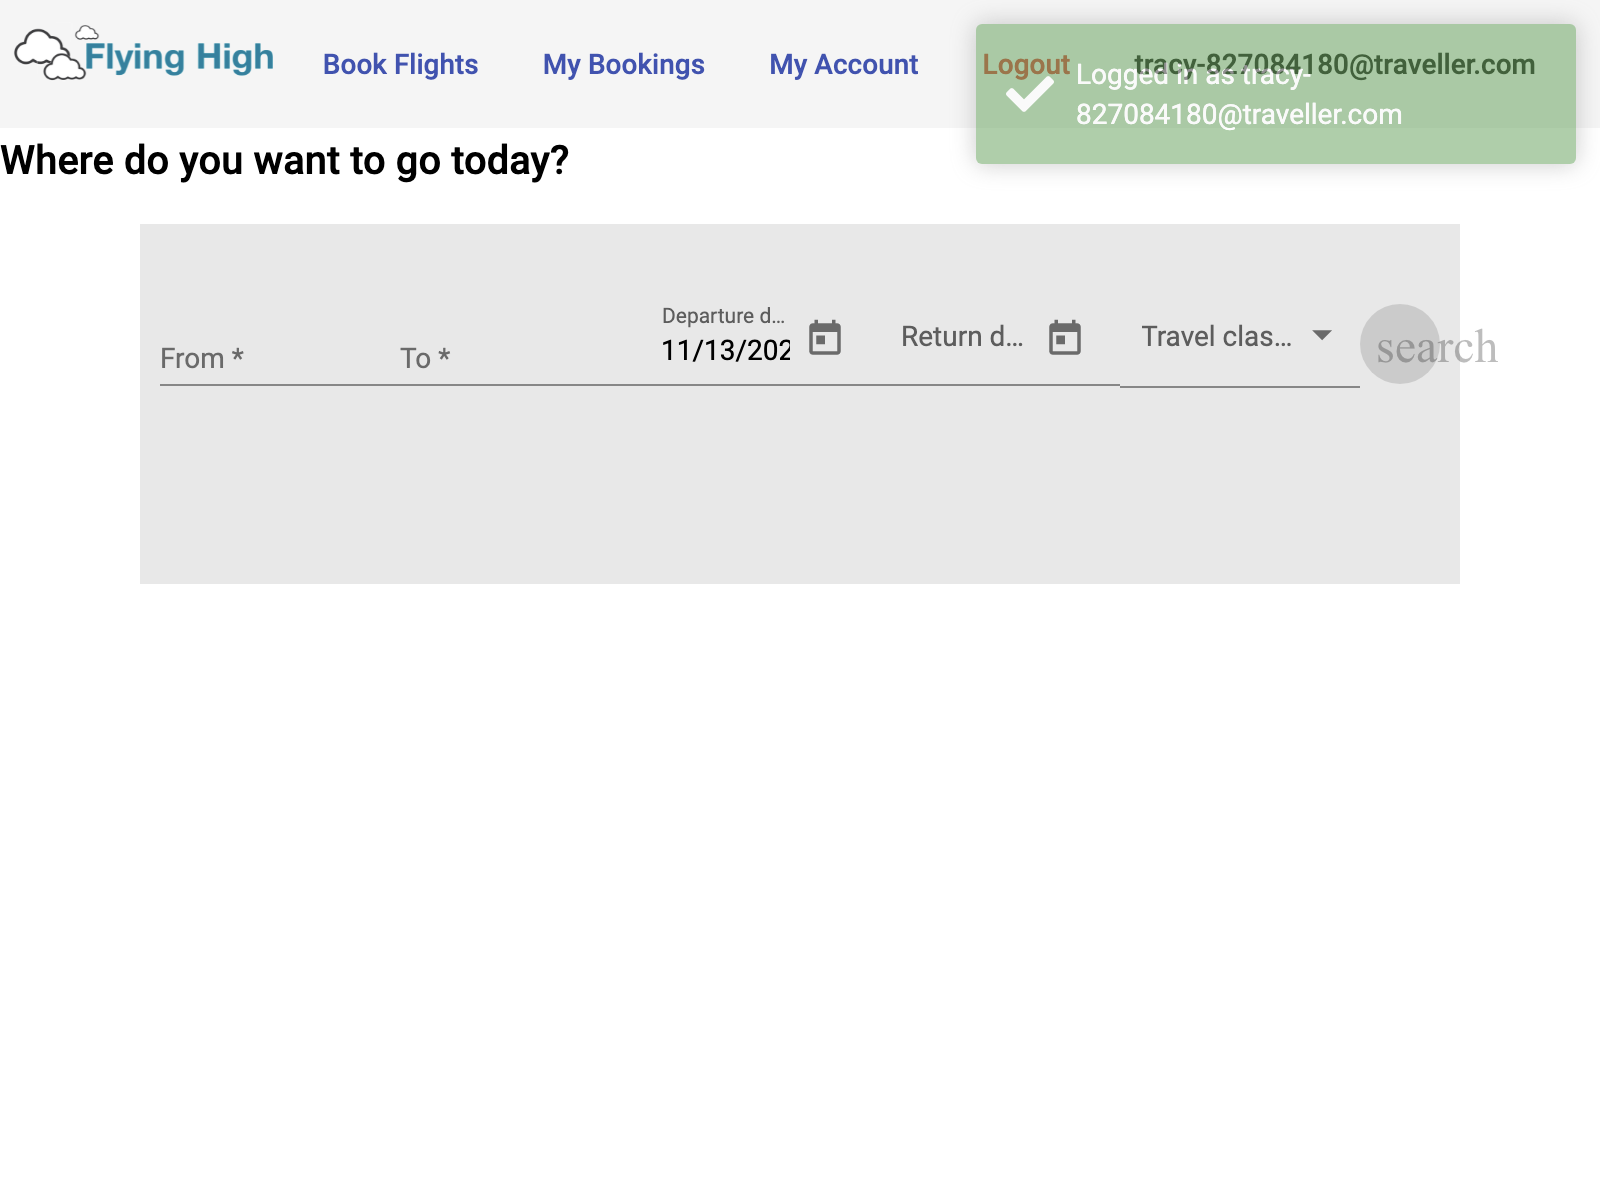 Flying High
Book Flights
My Bookings
My Account
Logout
tracy-827084180@traveller.com
Logged in as tracy-
827084180@traveller.com
Where do you want to go today?
From *
To *
Departure d...
11/13/202
Return d...
Travel clas...
search